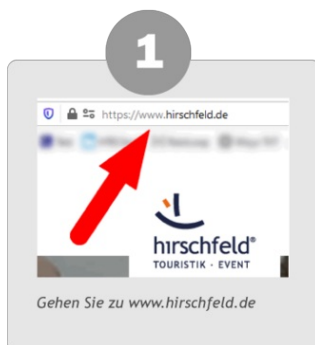 1
https://www.hirschfeld.de
hirschfeld®
TOURISTIK - EVENT
Gehen Sie zu www.hirschfeld.de